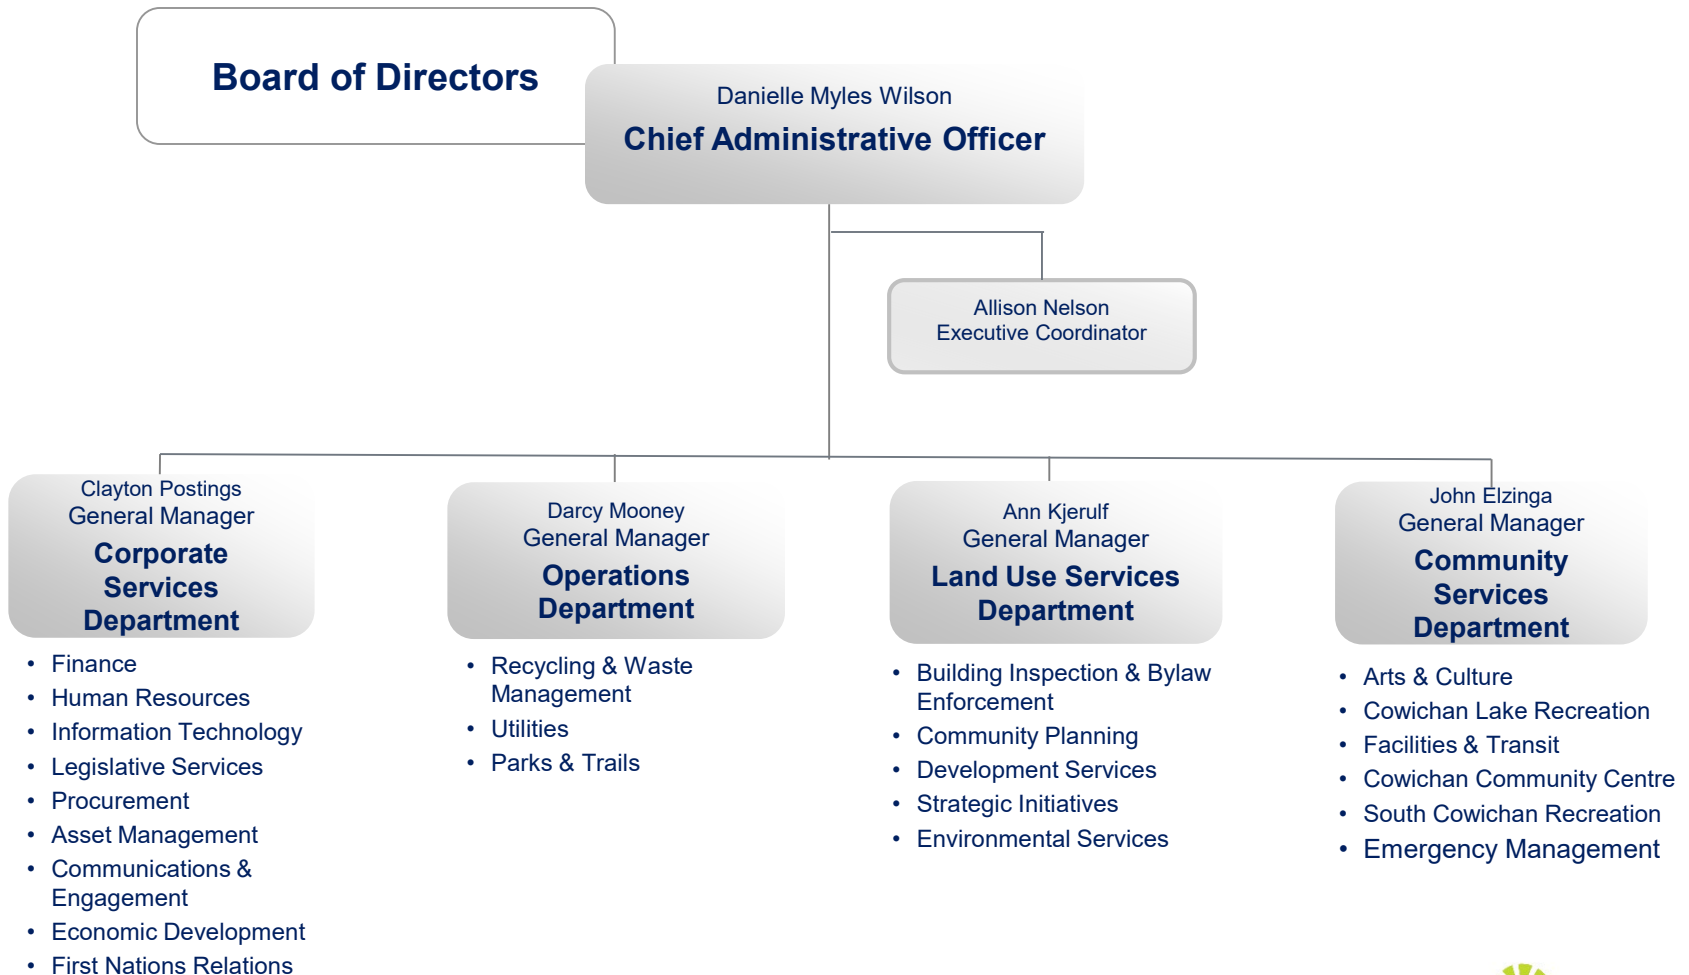 Board of Directors
Danielle Myles Wilson
Chief Administrative Officer
Allison Nelson
Executive Coordinator
Clayton Postings
General Manager
Corporate
Services
Department
• Finance
• Human Resources
• Information Technology
• Legislative Services
• Procurement
• Asset Management
• Communications &
Engagement
• Economic Development
• First Nations Relations
Darcy Mooney
General Manager
Operations
Department
• Recycling & Waste
Management
• Utilities
• Parks & Trails
Ann Kjerulf
General Manager
Land Use Services
Department
• Building Inspection & Bylaw
Enforcement
• Community Planning
• Development Services
• Strategic Initiatives
• Environmental Services
John Elzinga
General Manager
Community
Services
Department
• Arts & Culture
• Cowichan Lake Recreation
• Facilities & Transit
• Cowichan Community Centre
• South Cowichan Recreation
• Emergency Management